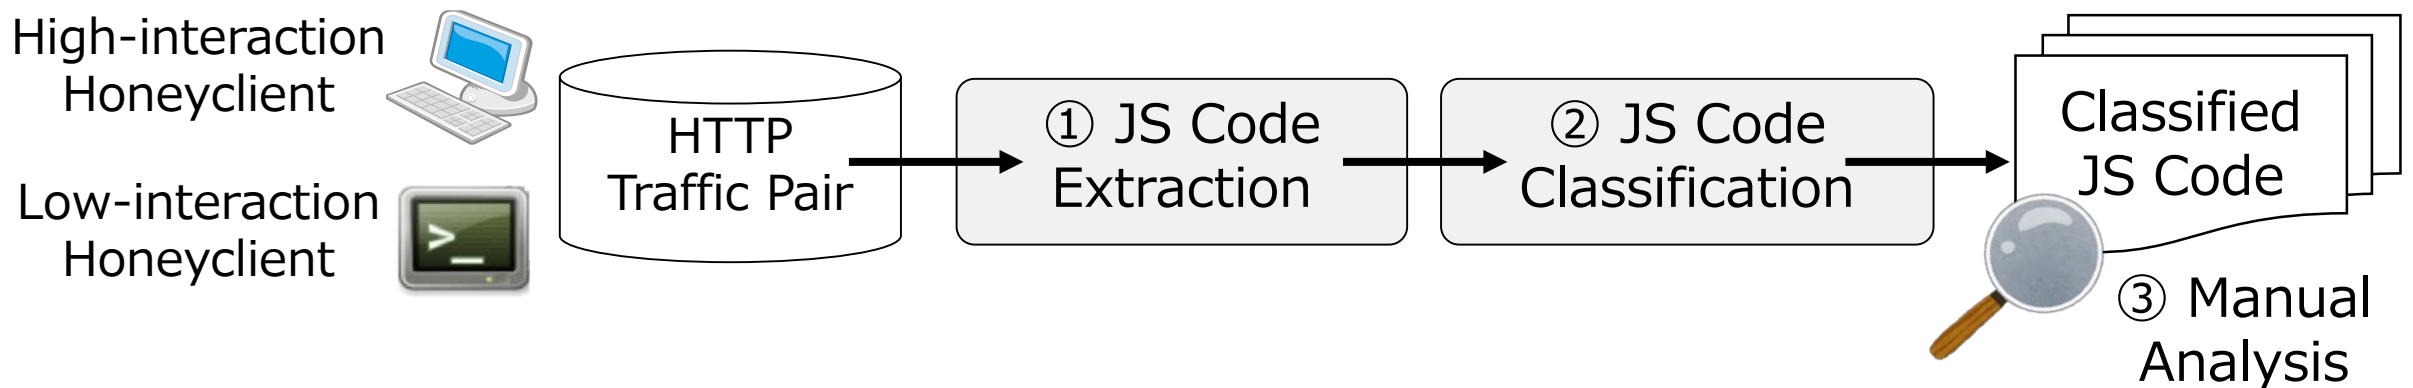 High-interaction
Honeyclient
Low-interaction
Honeyclient
>_
HTTP
Traffic Pair
① JS Code
Extraction
② JS Code
Classification
Classified
JS Code
③ Manual
Analysis